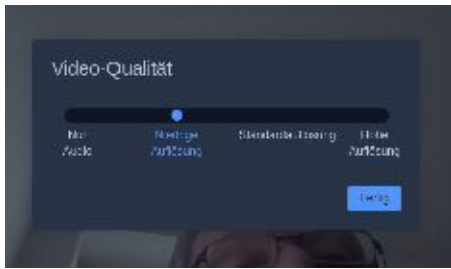 Video-Qualität
Nur Audio
Niedrige Auflösung
Standardauflösung
Hohe Auflösung
Fertig